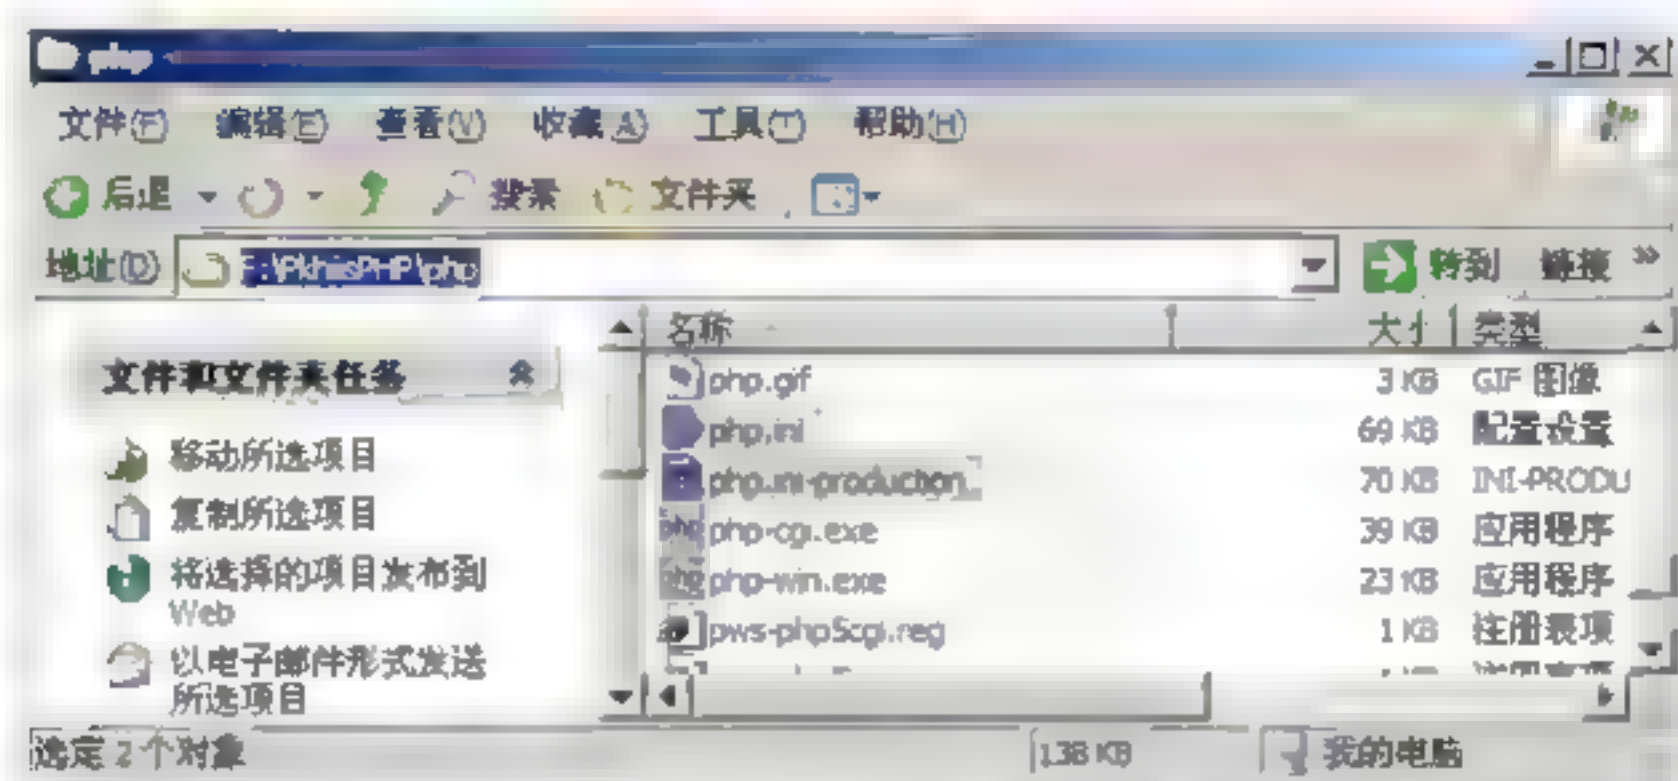 php
文件(F) 编辑(E) 查看(V) 收藏(A) 工具(T) 帮助(H)
后退 搜索 文件夹
地址(D) E:\PkhiisPHP\php 转到 链接 »
名称 大小 类型
文件和文件夹任务
移动所选项目
复制所选项目
将选择的项目发布到
Web
以电子邮件形式发送
所选项目
php.gif 3 KB GIF 图像
php.ini 69 KB 配置设置
php.ini-production 70 KB INI-PRODU
php-cgi.exe 39 KB 应用程序
php-win.exe 23 KB 应用程序
pws-php5cgi.reg 1 KB 注册表项
选定 2 个对象 138 KB 我的电脑